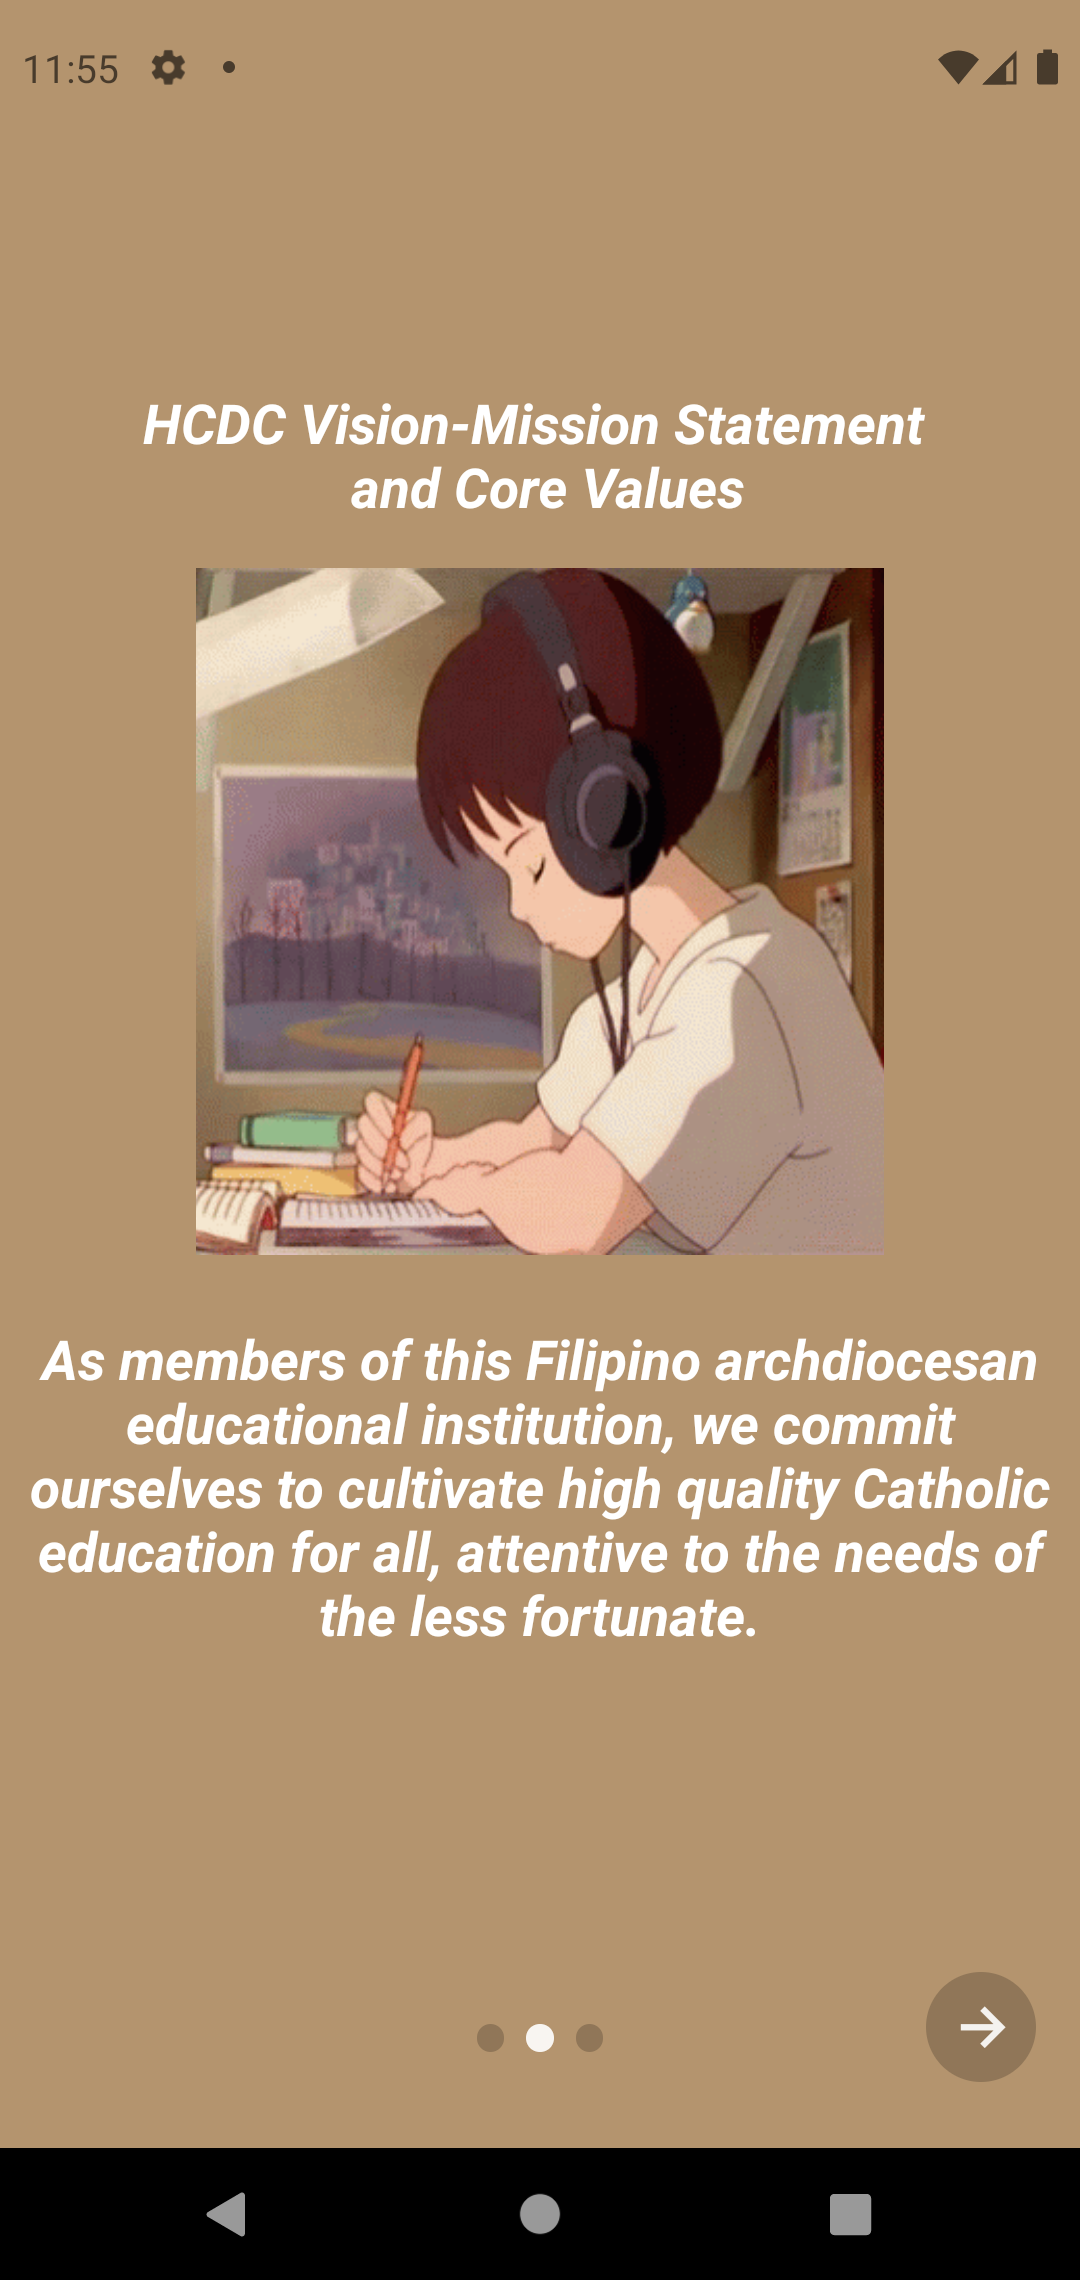 11:55
HCDC Vision-Mission Statement
and Core Values
As members of this Filipino archdiocesan
educational institution, we commit
ourselves to cultivate high quality Catholic
education for all, attentive to the needs of
the less fortunate.